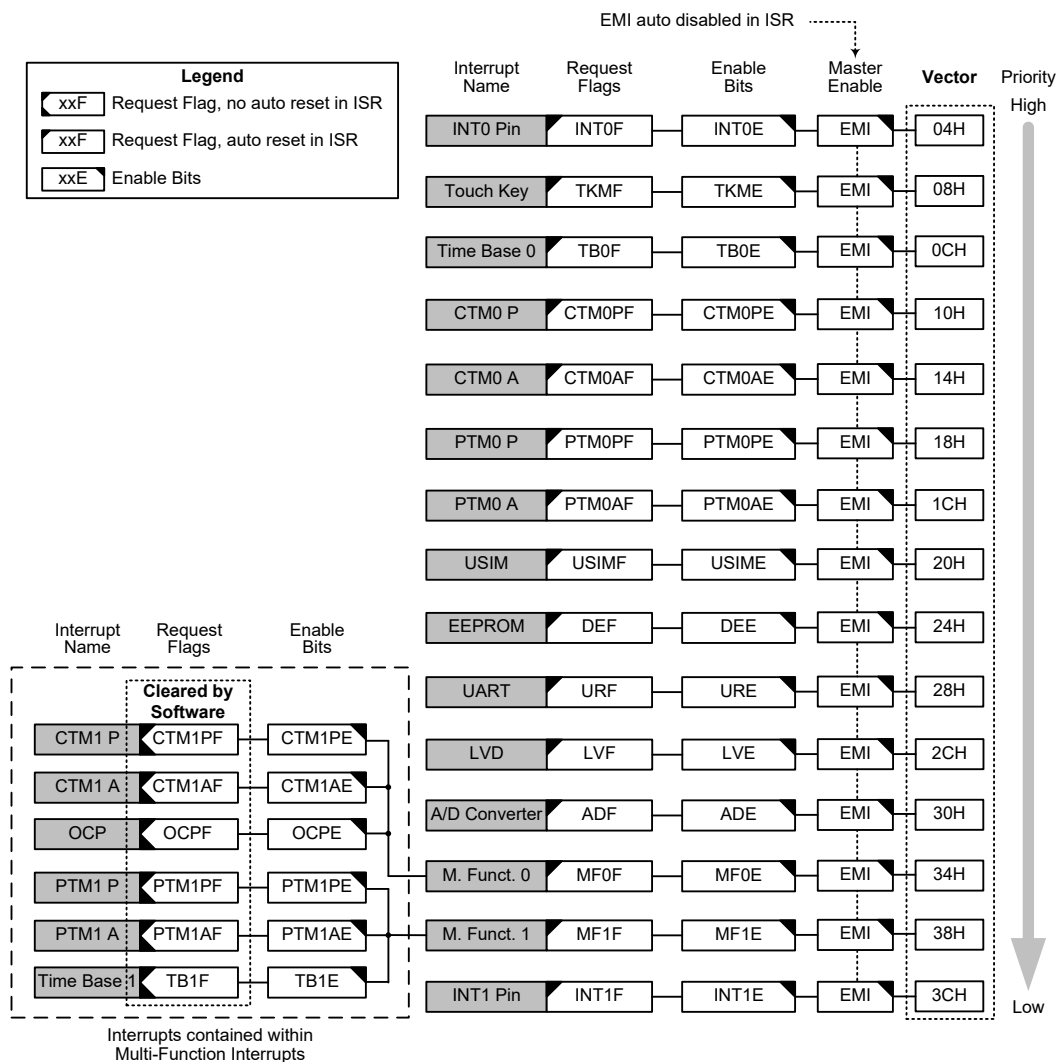 EMI auto disabled in ISR
Legend
xxF Request Flag, no auto reset in ISR
xxF Request Flag, auto reset in ISR
xxE Enable Bits
Interrupt Name Request Flags Enable Bits Master Enable Vector Priority
High
INT0 Pin INT0F INT0E EMI 04H
Touch Key TKMF TKME EMI 08H
Time Base 0 TB0F TB0E EMI 0CH
CTM0 P CTM0PF CTM0PE EMI 10H
CTM0 A CTM0AF CTM0AE EMI 14H
PTM0 P PTM0PF PTM0PE EMI 18H
PTM0 A PTM0AF PTM0AE EMI 1CH
USIM USIMF USIME EMI 20H
EEPROM DEF DEE EMI 24H
UART URF URE EMI 28H
LVD LVF LVE EMI 2CH
A/D Converter ADF ADE EMI 30H
M. Funct. 0 MF0F MF0E EMI 34H
M. Funct. 1 MF1F MF1E EMI 38H
INT1 Pin INT1F INT1E EMI 3CH
Low
Interrupt Name Request Flags Enable Bits
Cleared by
Software
CTM1 P CTM1PF CTM1PE
CTM1 A CTM1AF CTM1AE
OCP OCPF OCPE
PTM1 P PTM1PF PTM1PE
PTM1 A PTM1AF PTM1AE
Time Base 1 TB1F TB1E
Interrupts contained within
Multi-Function Interrupts